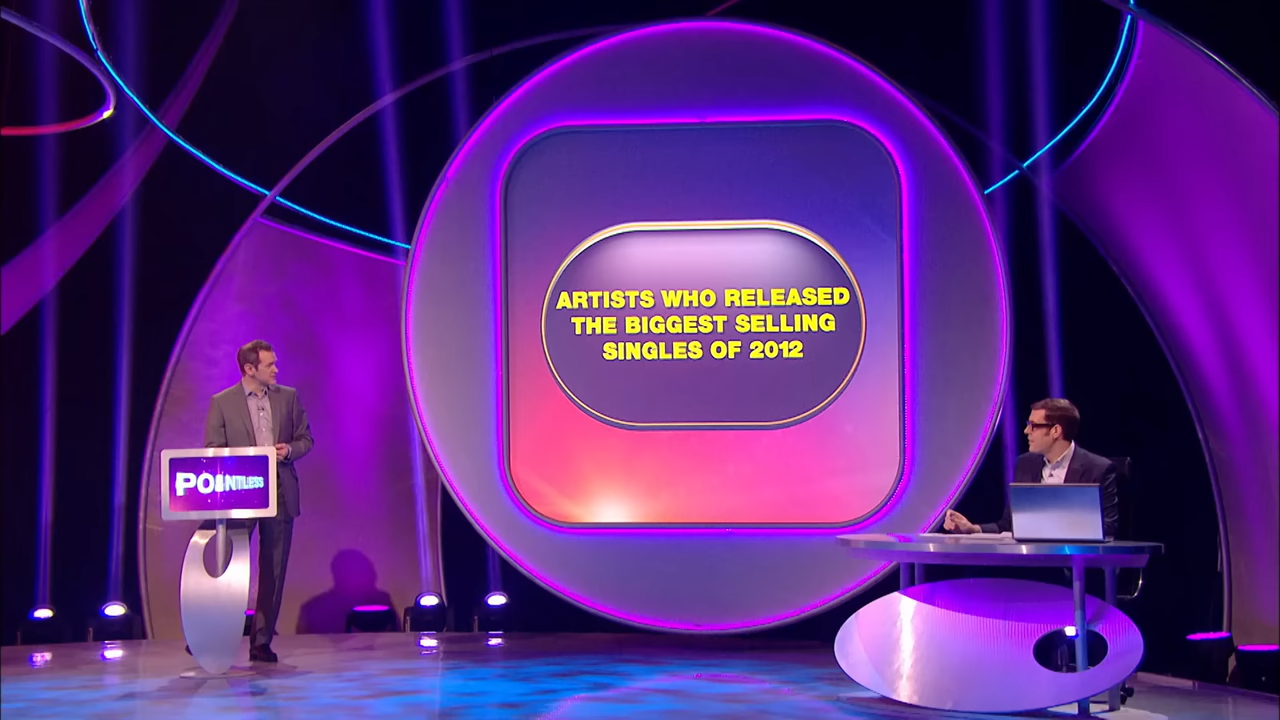 ARTISTS WHO RELEASED
THE BIGGEST SELLING
SINGLES OF 2012
POINTLESS